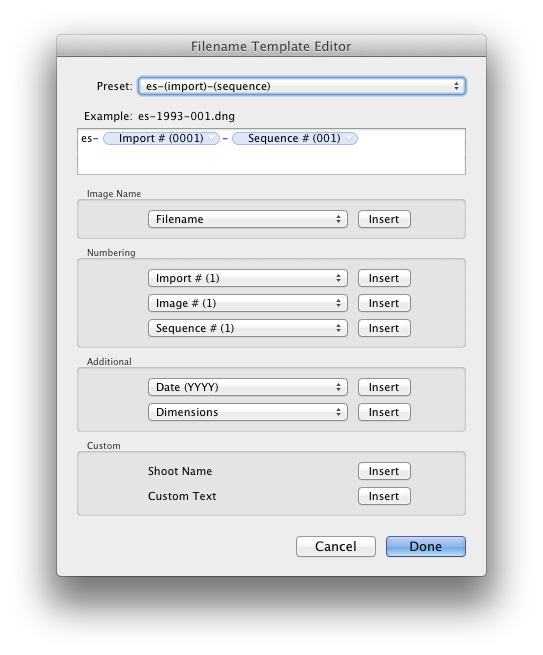 Filename Template Editor
Preset: es-(import)-(sequence)
Example: es-1993-001.dng
es- Import # (0001) - Sequence # (001)
Image Name
Filename Insert
Numbering
Import # (1) Insert
Image # (1) Insert
Sequence # (1) Insert
Additional
Date (YYYY) Insert
Dimensions Insert
Custom
Shoot Name Insert
Custom Text Insert
Cancel Done